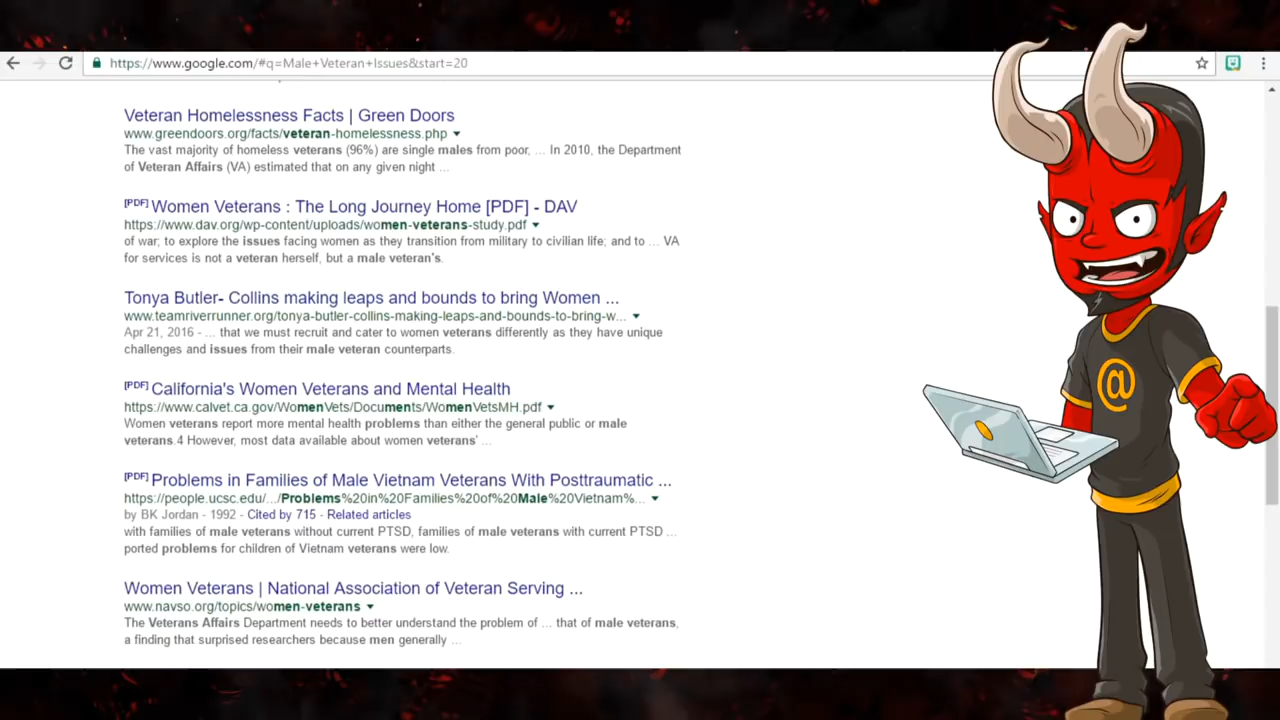 https://www.google.com/#q=Male+Veteran+Issues&start=20
Veteran Homelessness Facts | Green Doors
www.greendoors.org/facts/veteran-homelessness.php
The vast majority of homeless veterans (96%) are single males from poor, ... In 2010, the Department
of Veteran Affairs (VA) estimated that on any given night ...
[PDF] Women Veterans : The Long Journey Home [PDF] - DAV
https://www.dav.org/wp-content/uploads/women-veterans-study.pdf
of war; to explore the issues facing women as they transition from military to civilian life; and to ... VA
for services is not a veteran herself, but a male veteran's.
Tonya Butler- Collins making leaps and bounds to bring Women ...
www.teamriverrunner.org/tonya-butler-collins-making-leaps-and-bounds-to-bring-w...
Apr 21, 2016 - ... that we must recruit and cater to women veterans differently as they have unique
challenges and issues from their male veteran counterparts.
[PDF] California's Women Veterans and Mental Health
https://www.calvet.ca.gov/WomenVets/Documents/WomenVetsMH.pdf
Women veterans report more mental health problems than either the general public or male
veterans.4 However, most data available about women veterans' ...
[PDF] Problems in Families of Male Vietnam Veterans With Posttraumatic ...
https://people.ucsc.edu/.../Problems%20in%20Families%20of%20Male%20Vietnam%...
by BK Jordan - 1992 - Cited by 715 - Related articles
with families of male veterans without current PTSD, families of male veterans with current PTSD ...
ported problems for children of Vietnam veterans were low.
Women Veterans | National Association of Veteran Serving ...
www.navso.org/topics/women-veterans
The Veterans Affairs Department needs to better understand the problem of ... that of male veterans,
a finding that surprised researchers because men generally ...
@